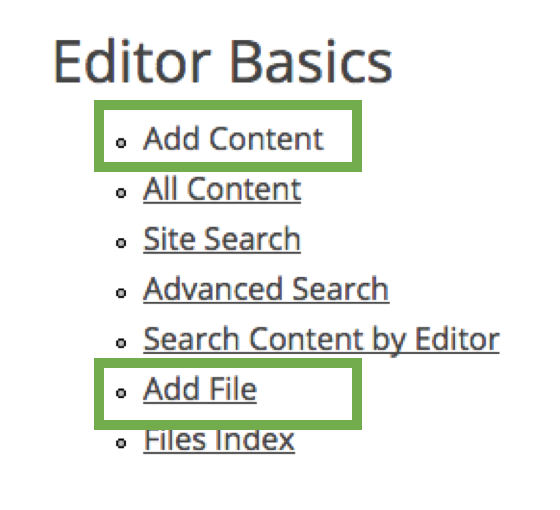 Editor Basics
Add Content
All Content
Site Search
Advanced Search
Search Content by Editor
Add File
Files Index